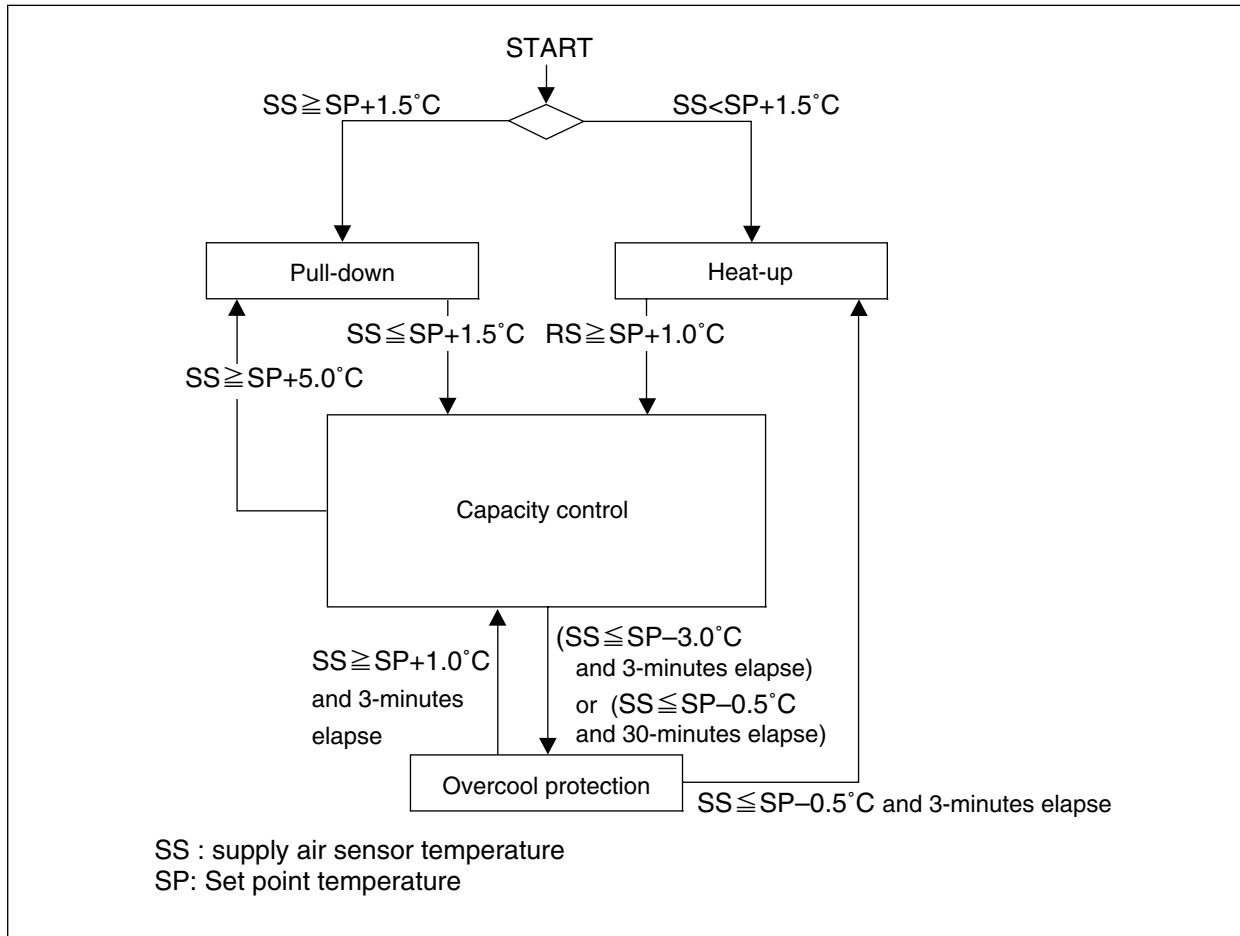 START
SS≧SP+1.5˚C
SS<SP+1.5˚C
Pull-down
Heat-up
SS≦SP+1.5˚C
RS≧SP+1.0˚C
SS≧SP+5.0˚C
Capacity control
SS≧SP+1.0˚C
and 3-minutes
elapse
(SS≦SP–3.0˚C
and 3-minutes elapse)
or (SS≦SP–0.5˚C
and 30-minutes elapse)
Overcool protection
SS≦SP–0.5˚C and 3-minutes elapse
SS : supply air sensor temperature
SP: Set point temperature